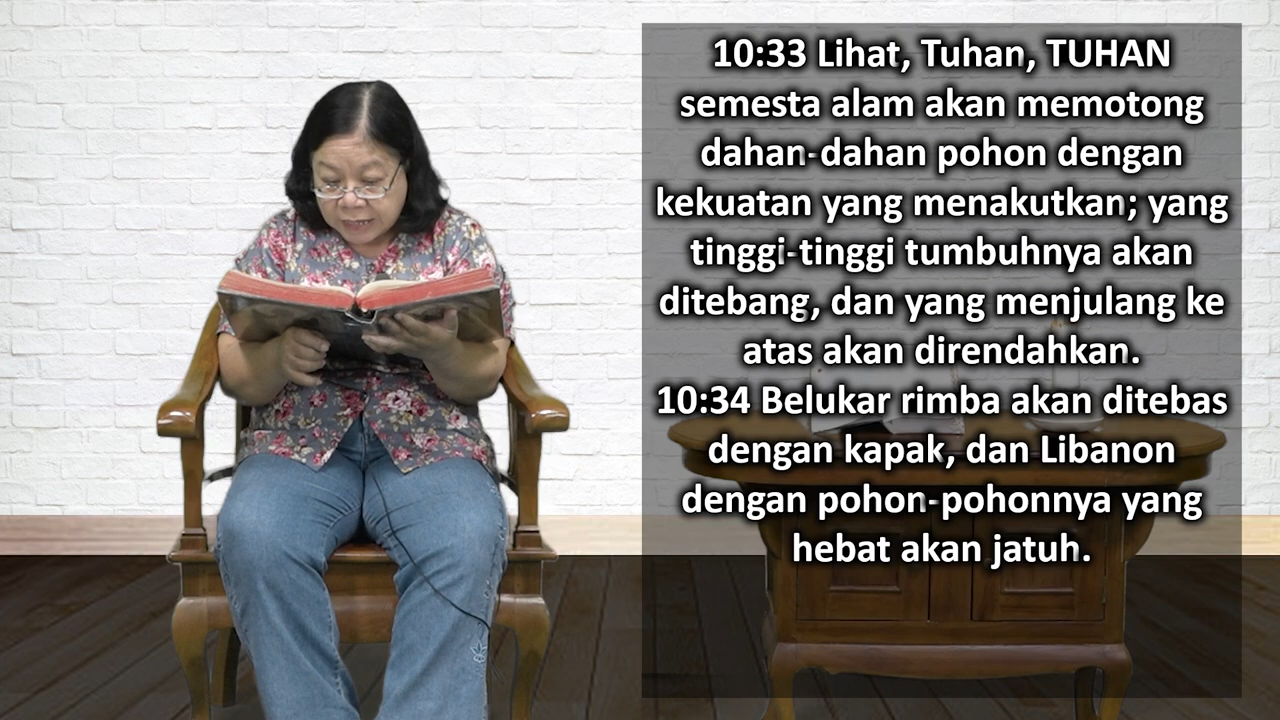 10:33 Lihat, Tuhan, TUHAN
semesta alam akan memotong
dahan-dahan pohon dengan
kekuatan yang menakutkan; yang
tinggi-tinggi tumbuhnya akan
ditebang, dan yang menjulang ke
atas akan direndahkan.
10:34 Belukar rimba akan ditebas
dengan kapak, dan Libanon
dengan pohon-pohonnya yang
hebat akan jatuh.